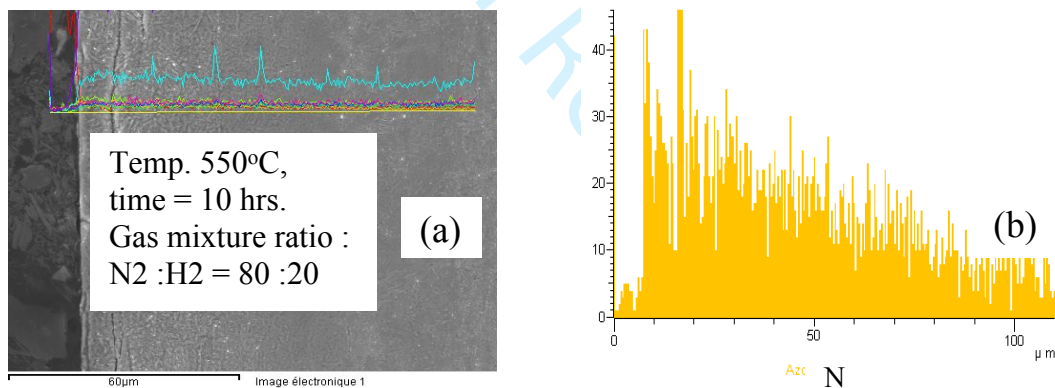 Temp. 550°C,
time = 10 hrs.
Gas mixture ratio :
N2 :H2 = 80 :20
(a)
60µm
Image électronique 1
(b)
40
30
20
10
0
0
50
100
µ m
N